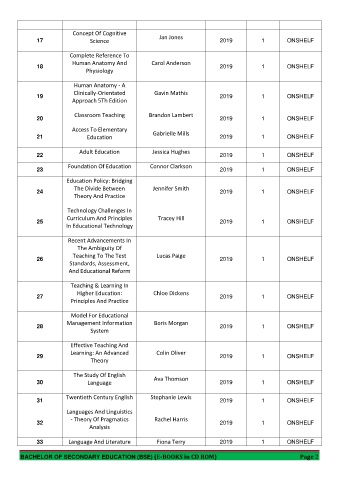 Concept Of Cognitive
17 Science Jan Jones 2019 1 ONSHELF
Complete Reference To
18 Human Anatomy And Carol Anderson 2019 1 ONSHELF
Physiology
Human Anatomy - A
19 Clinically-Orientated Gavin Mathis 2019 1 ONSHELF
Approach 5Th Edition
20 Classroom Teaching Brandon Lambert 2019 1 ONSHELF
Access To Elementary
21 Education Gabrielle Mills 2019 1 ONSHELF
22 Adult Education Jessica Hughes 2019 1 ONSHELF
23 Foundation Of Education Connor Clarkson 2019 1 ONSHELF
Education Policy: Bridging
24 The Divide Between Jennifer Smith 2019 1 ONSHELF
Theory And Practice
Technology Challenges In
25 Curriculum And Principles Tracey Hill 2019 1 ONSHELF
In Educational Technology
Recent Advancements In
The Ambiguity Of
26 Teaching To The Test Lucas Paige 2019 1 ONSHELF
Standards, Assessment,
And Educational Reform
Teaching & Learning In
27 Higher Education: Chloe Dickens 2019 1 ONSHELF
Principles And Practice
Model For Educational
28 Management Information Boris Morgan 2019 1 ONSHELF
System
Effective Teaching And
29 Learning: An Advanced Colin Oliver 2019 1 ONSHELF
Theory
The Study Of English
30 Language Ava Thomson 2019 1 ONSHELF
31 Twentieth Century English Stephanie Lewis 2019 1 ONSHELF
Languages And Linguistics
32 - Theory Of Pragmatics Rachel Harris 2019 1 ONSHELF
Analysis
33 Language And Literature Fiona Terry 2019 1 ONSHELF
BACHELOR OF SECONDARY EDUCATION (BSE) {E-BOOKS in CD ROM} Page 2